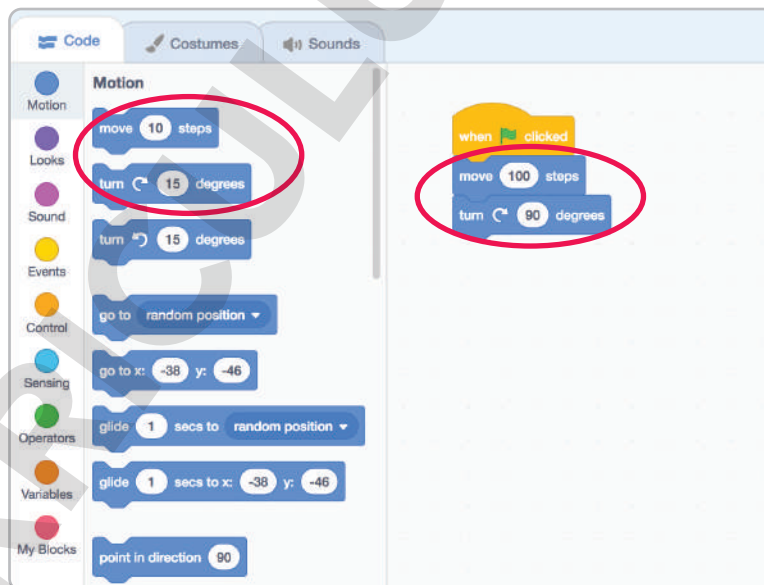 Code Costumes Sounds
Motion
Looks
Sound
Events
Control
Sensing
Operators
Variables
My Blocks
Motion
move 10 steps
turn 15 degrees
turn 15 degrees
go to random position
go to x: -38 y: -46
glide 1 secs to random position
glide 1 secs to x: -38 y: -46
point in direction 90
when clicked
move 100 steps
turn 90 degrees